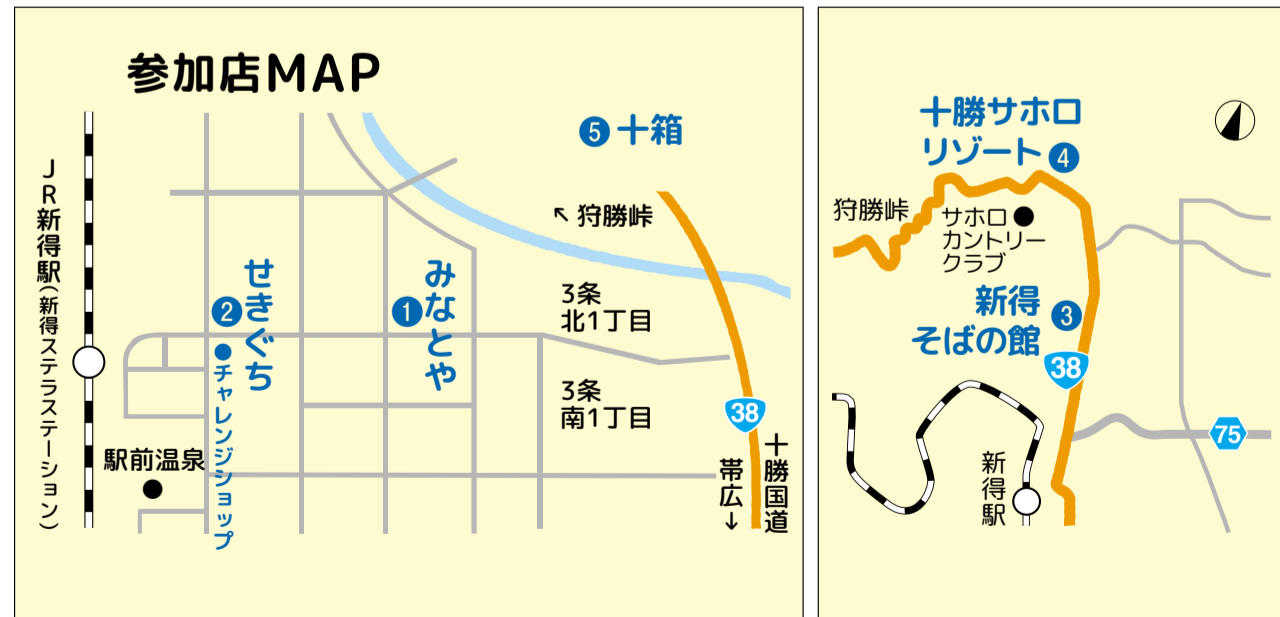 参加店MAP
JR新得駅(新得ステラステーション)
❷せきぐち
チャレンジショップ
駅前温泉
❶みなとや
❺十箱
↖狩勝峠
3条
北1丁目
3条
南1丁目
38
十勝国道
帯広↓
十勝サホロ
リゾート❹
狩勝峠
サホロ
カントリー
クラブ
新得
そばの館
❸
38
75
新得駅